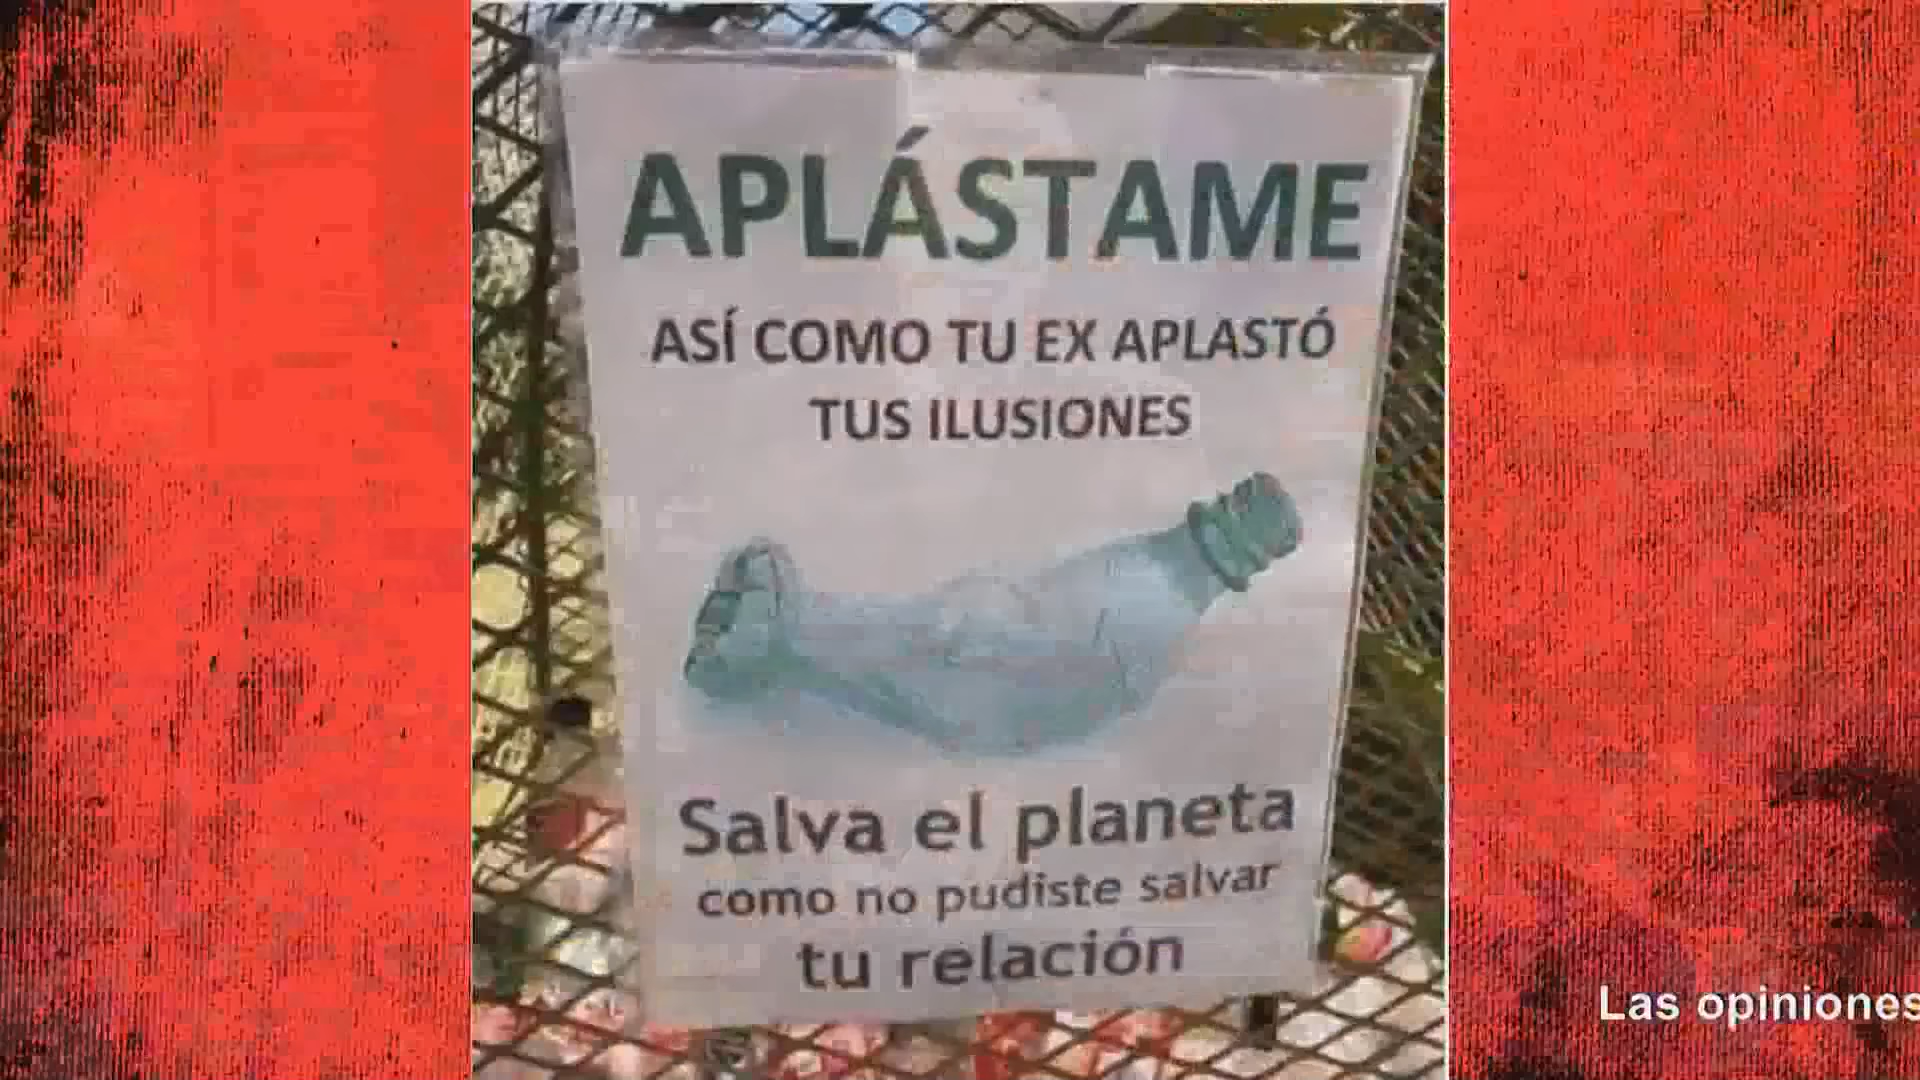 APLÁSTAME
ASÍ COMO TU EX APLASTÓ
TUS ILUSIONES
Salva el planeta
como no pudiste salvar
tu relación
Las opiniones